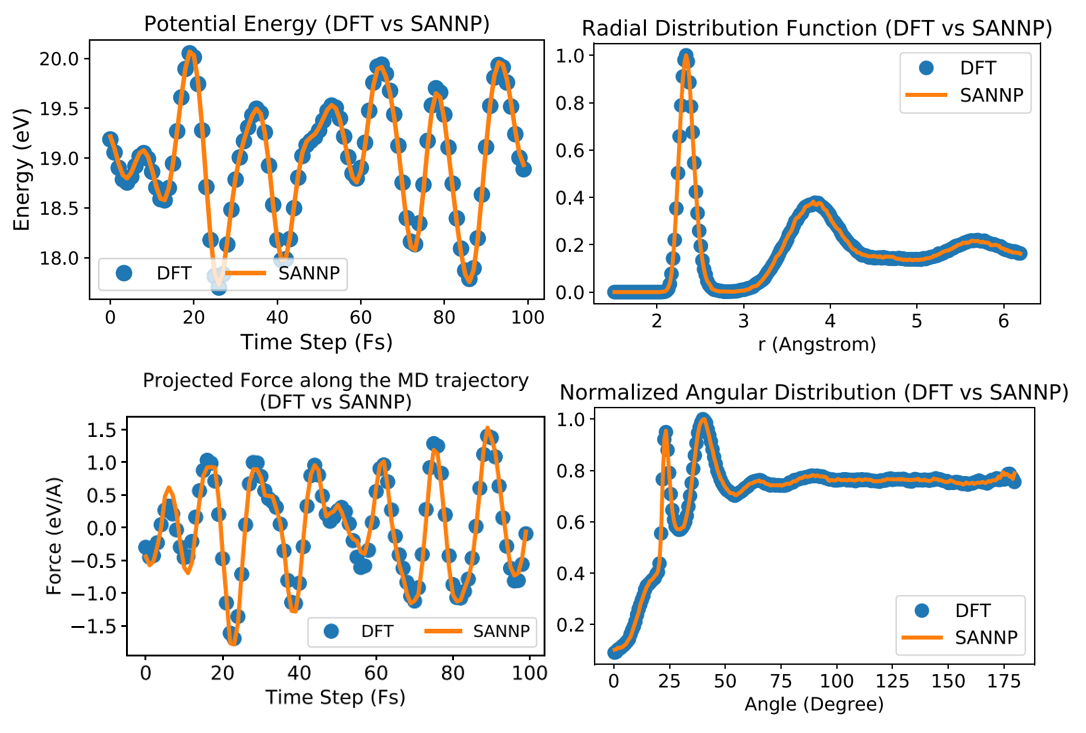 Potential Energy (DFT vs SANNP)
20.0
19.5
19.0
18.5
18.0
Energy (eV)
DFT
SANNP
0
20
40
60
80
100
Time Step (Fs)
Radial Distribution Function (DFT vs SANNP)
1.0
0.8
0.6
0.4
0.2
0.0
DFT
SANNP
2
3
4
5
6
r (Angstrom)
Projected Force along the MD trajectory
(DFT vs SANNP)
1.5
1.0
0.5
0.0
−0.5
−1.0
−1.5
Force (eV/A)
DFT
SANNP
0
20
40
60
80
100
Time Step (Fs)
Normalized Angular Distribution (DFT vs SANNP)
1.0
0.8
0.6
0.4
0.2
DFT
SANNP
0
25
50
75
100
125
150
175
Angle (Degree)